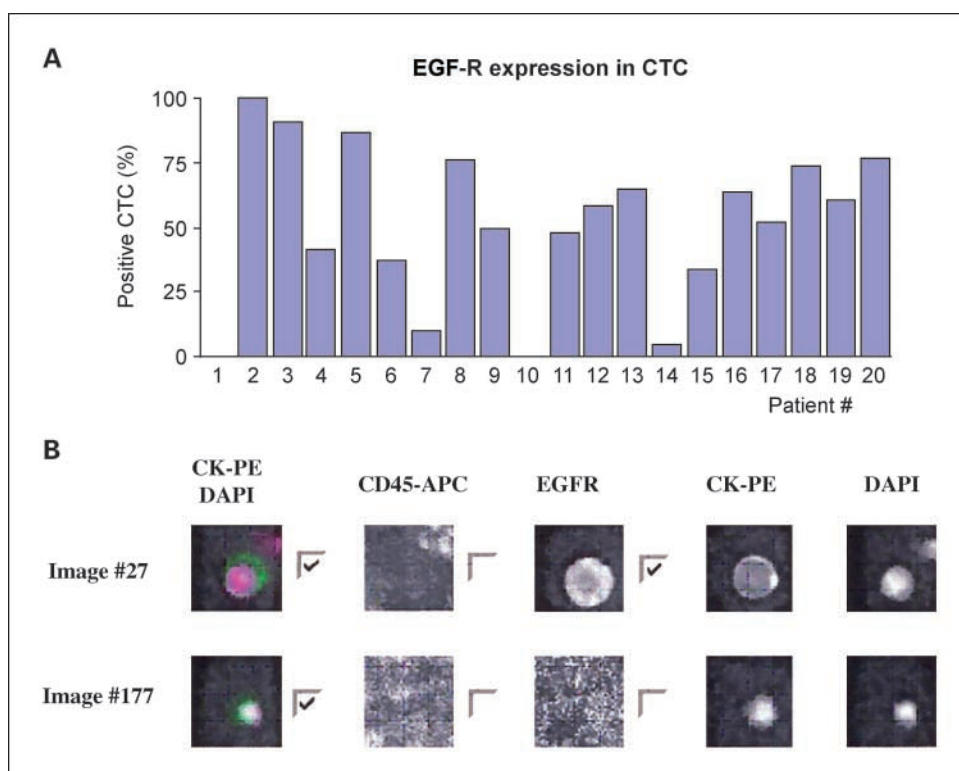 A
EGF-R expression in CTC
Positive CTC (%)
100
75
50
25
0
1 2 3 4 5 6 7 8 9 10 11 12 13 14 15 16 17 18 19 20
Patient #
B
CK-PE DAPI CD45-APC EGFR CK-PE DAPI
Image #27
Image #177